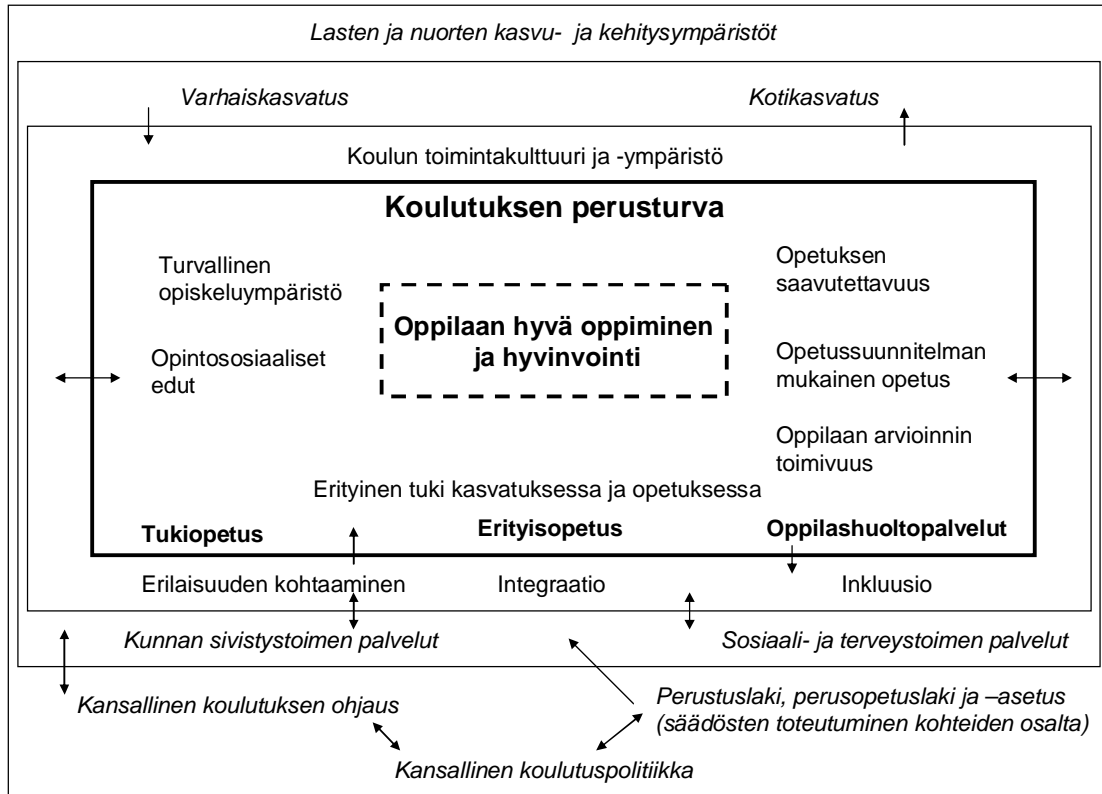 Lasten ja nuorten kasvu- ja kehitysympäristöt
Varhaiskasvatus
Kotikasvatus
Koulun toimintakulttuuri ja -ympäristö
Koulutuksen perusturva
Turvallinen
opiskeluympäristö
Opetuksen
saavutettavuus
Oppilaan hyvä oppiminen
ja hyvinvointi
Opintososiaaliset
edut
Opetussuunnitelman
mukainen opetus
Oppilaan arvioinnin
toimivuus
Erityinen tuki kasvatuksessa ja opetuksessa
Tukiopetus
Erityisopetus
Oppilashuoltopalvelut
Erilaisuuden kohtaaminen
Integraatio
Inkluusio
Kunnan sivistystoimen palvelut
Sosiaali- ja terveystoimen palvelut
Kansallinen koulutuksen ohjaus
Perustuslaki, perusopetuslaki ja –asetus
(säädösten toteutuminen kohteiden osalta)
Kansallinen koulutuspolitiikka